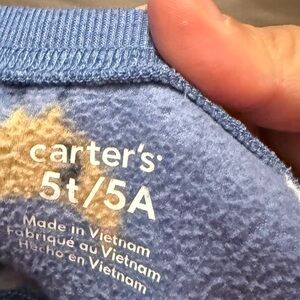 carter's
5t/5A
Made in Vietnam
Fabriqué au Vietnam
Hecho en Vietnam